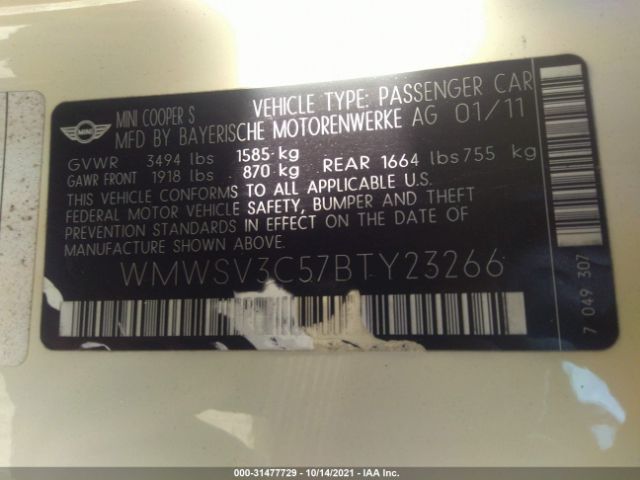 MINI
MINI COOPER S VEHICLE TYPE: PASSENGER CAR
MFD BY BAYERISCHE MOTORENWERKE AG 01/11
GVWR 3494 lbs 1585 kg
GAWR FRONT 1918 lbs 870 kg REAR 1664 lbs 755 kg
THIS VEHICLE CONFORMS TO ALL APPLICABLE U.S.
FEDERAL MOTOR VEHICLE SAFETY, BUMPER AND THEFT
PREVENTION STANDARDS IN EFFECT ON THE DATE OF
MANUFACTURE SHOWN ABOVE.
WMWSV3C57BTY23266
7 049 307
000-31477729 - 10/14/2021 - IAA Inc.